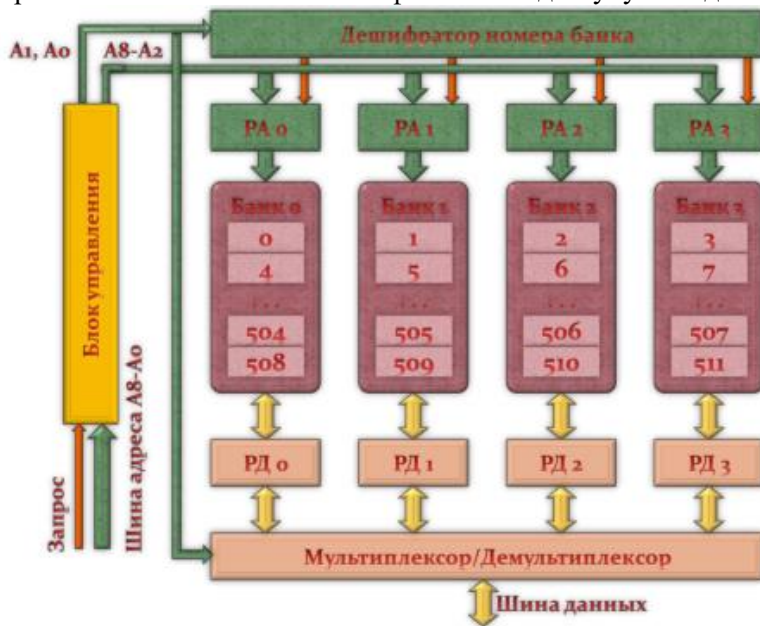 Дешифратор номера банка
A1, A0
A8-A2
РА 0
РА 1
РА 2
РА 3
Блок управления
Банк 0
Банк 1
Банк 2
Банк 3
0
1
2
3
4
5
6
7
. . .
. . .
. . .
. . .
504
505
506
507
508
509
510
511
Запрос
Шина адреса A8-A0
РД 0
РД 1
РД 2
РД 3
Мультиплексор/Демультиплексор
Шина данных